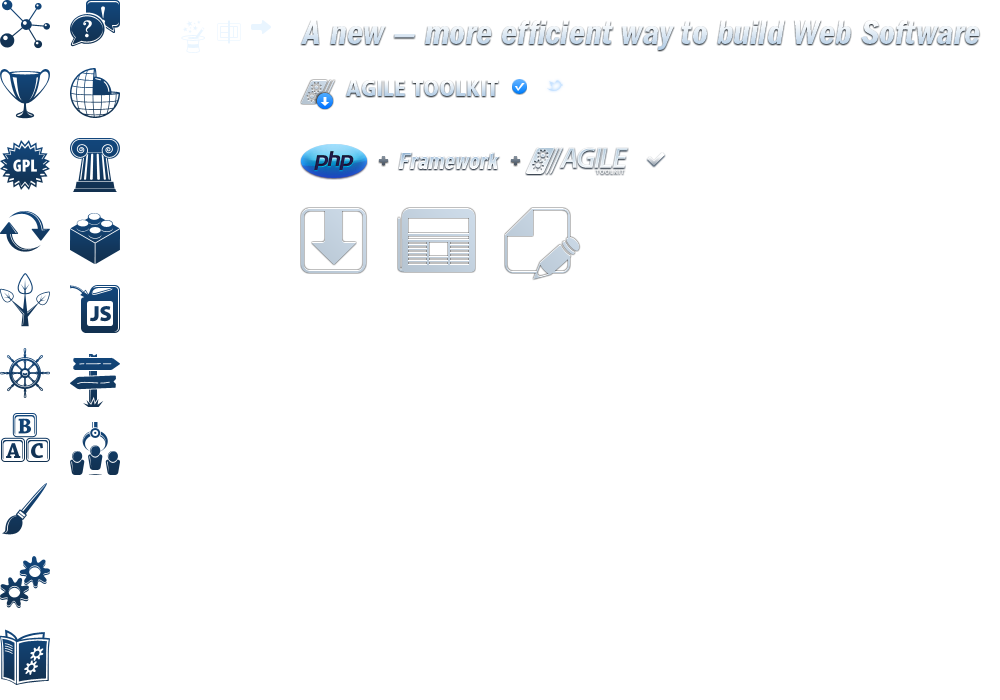 A new — more efficient way to build Web Software
AGILE TOOLKIT
php + Framework + AGILE TOOLKIT
?
!
GPL
JS
B
A C